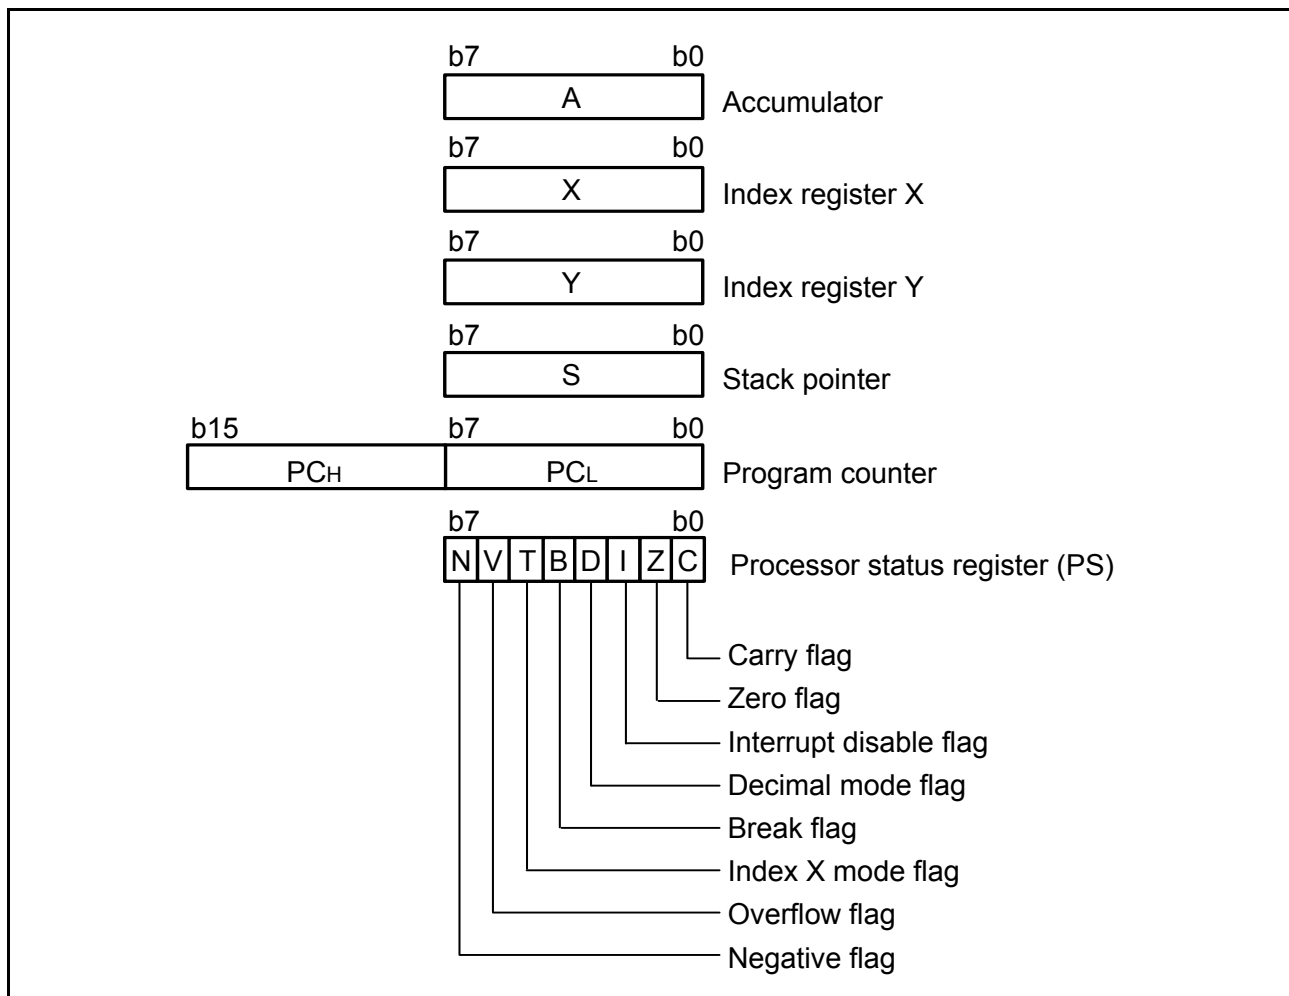 b7 b0
A Accumulator
b7 b0
X Index register X
b7 b0
Y Index register Y
b7 b0
S Stack pointer
b15 b7 b0
PCH PCL Program counter
b7 b0
N V T B D I Z C Processor status register (PS)
Carry flag
Zero flag
Interrupt disable flag
Decimal mode flag
Break flag
Index X mode flag
Overflow flag
Negative flag